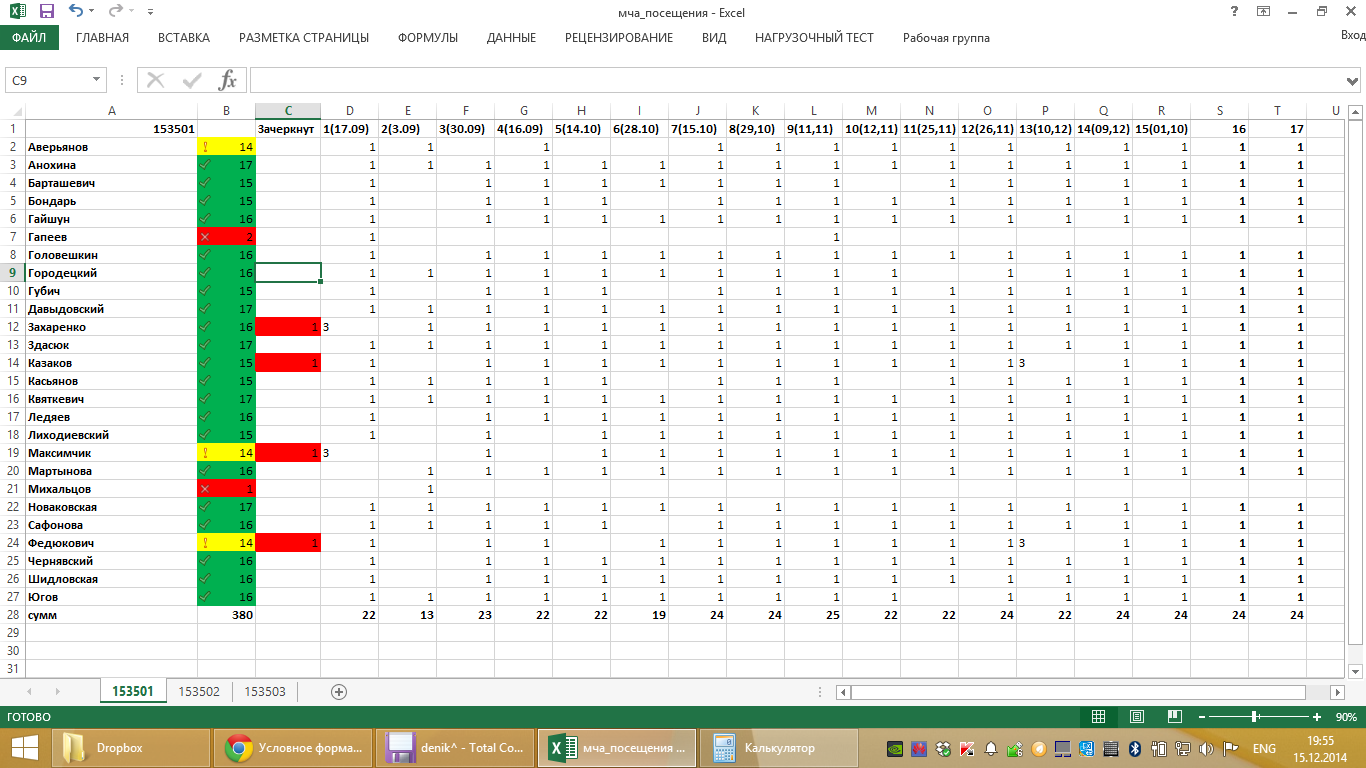 мча_посещения - Excel
ФАЙЛ ГЛАВНАЯ ВСТАВКА РАЗМЕТКА СТРАНИЦЫ ФОРМУЛЫ ДАННЫЕ РЕЦЕНЗИРОВАНИЕ ВИД НАГРУЗОЧНЫЙ ТЕСТ Рабочая группа Вход
C9 fx
A B C D E F G H I J K L M N O P Q R S T U
1 153501 Зачеркнут 1(17.09) 2(3.09) 3(30.09) 4(16.09) 5(14.10) 6(28.10) 7(15.10) 8(29,10) 9(11,11) 10(12,11) 11(25,11) 12(26,11) 13(10,12) 14(09,12) 15(01,10) 16 17
2 Аверьянов 14 1 1 1 1 1 1 1 1 1 1 1 1 1 1
3 Анохина 17 1 1 1 1 1 1 1 1 1 1 1 1 1 1 1 1 1
4 Барташевич 15 1 1 1 1 1 1 1 1 1 1 1 1 1 1 1
5 Бондарь 15 1 1 1 1 1 1 1 1 1 1 1 1 1 1 1
6 Гайшун 16 1 1 1 1 1 1 1 1 1 1 1 1 1 1 1 1
7 Гапеев 2 1 1
8 Головешкин 16 1 1 1 1 1 1 1 1 1 1 1 1 1 1 1 1
9 Городецкий 16 1 1 1 1 1 1 1 1 1 1 1 1 1 1 1 1
10 Губич 15 1 1 1 1 1 1 1 1 1 1 1 1 1 1 1
11 Давыдовский 17 1 1 1 1 1 1 1 1 1 1 1 1 1 1 1 1 1
12 Захаренко 16 1 3 1 1 1 1 1 1 1 1 1 1 1 1 1 1 1 1
13 Здасюк 17 1 1 1 1 1 1 1 1 1 1 1 1 1 1 1 1 1
14 Казаков 15 1 1 1 1 1 1 1 1 1 1 1 1 3 1 1 1 1
15 Касьянов 15 1 1 1 1 1 1 1 1 1 1 1 1 1 1 1
16 Квяткевич 17 1 1 1 1 1 1 1 1 1 1 1 1 1 1 1 1 1
17 Ледяев 16 1 1 1 1 1 1 1 1 1 1 1 1 1 1 1 1
18 Лиходиевский 15 1 1 1 1 1 1 1 1 1 1 1 1 1 1 1
19 Максимчик 14 1 3 1 1 1 1 1 1 1 1 1 1 1 1 1 1
20 Мартынова 16 1 1 1 1 1 1 1 1 1 1 1 1 1 1 1 1
21 Михальцов 1 1
22 Новаковская 17 1 1 1 1 1 1 1 1 1 1 1 1 1 1 1 1 1
23 Сафонова 16 1 1 1 1 1 1 1 1 1 1 1 1 1 1 1 1
24 Федюкович 14 1 1 1 1 1 1 1 1 1 1 1 3 1 1 1 1
25 Чернявский 16 1 1 1 1 1 1 1 1 1 1 1 1 1 1 1 1
26 Шидловская 16 1 1 1 1 1 1 1 1 1 1 1 1 1 1 1 1
27 Югов 16 1 1 1 1 1 1 1 1 1 1 1 1 1 1 1 1
28 сумм 380 22 13 23 22 22 19 24 24 25 22 22 24 22 24 24 24 24
29
30
31
153501 153502 153503
ГОТОВО 90%
Dropbox Условное форма... denik^ - Total Co... мча_посещения ... Калькулятор ENG 19:55
15.12.2014